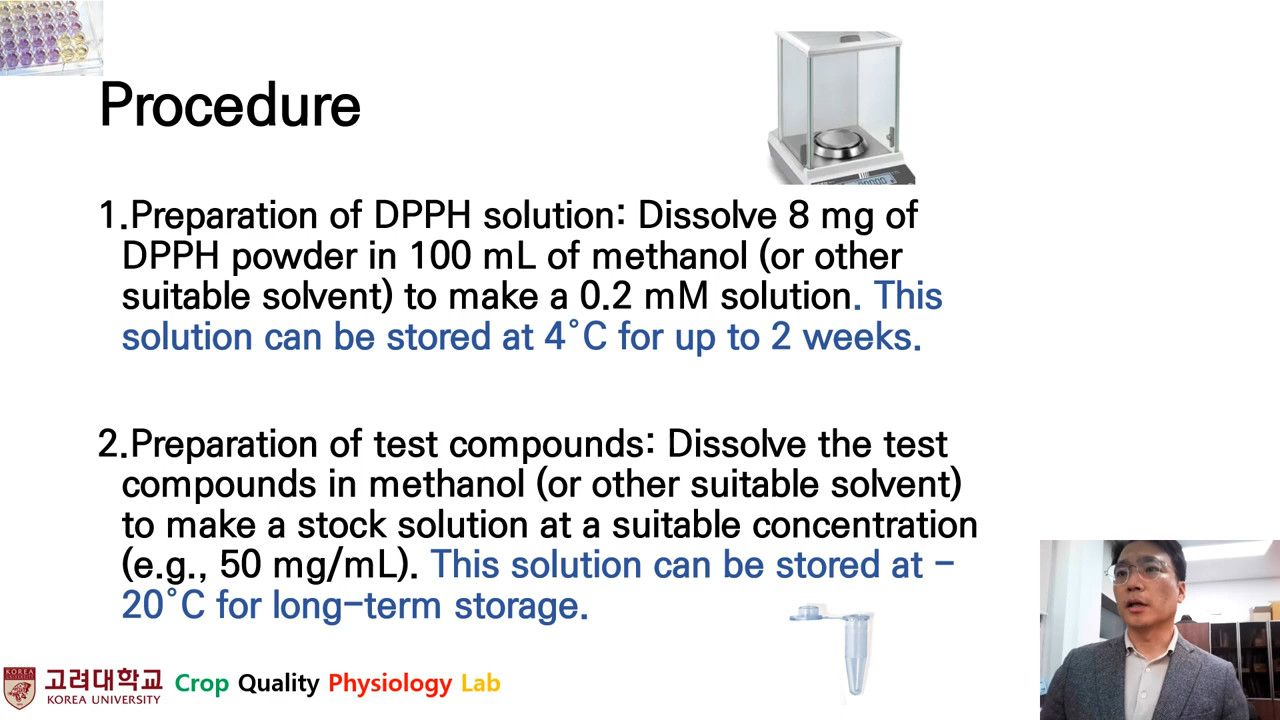 Procedure
1.Preparation of DPPH solution: Dissolve 8 mg of
DPPH powder in 100 mL of methanol (or other
suitable solvent) to make a 0.2 mM solution. This
solution can be stored at 4˚C for up to 2 weeks.
2.Preparation of test compounds: Dissolve the test
compounds in methanol (or other suitable solvent)
to make a stock solution at a suitable concentration
(e.g., 50 mg/mL). This solution can be stored at –
20˚C for long-term storage.
고려대학교 Crop Quality Physiology Lab
KOREA UNIVERSITY